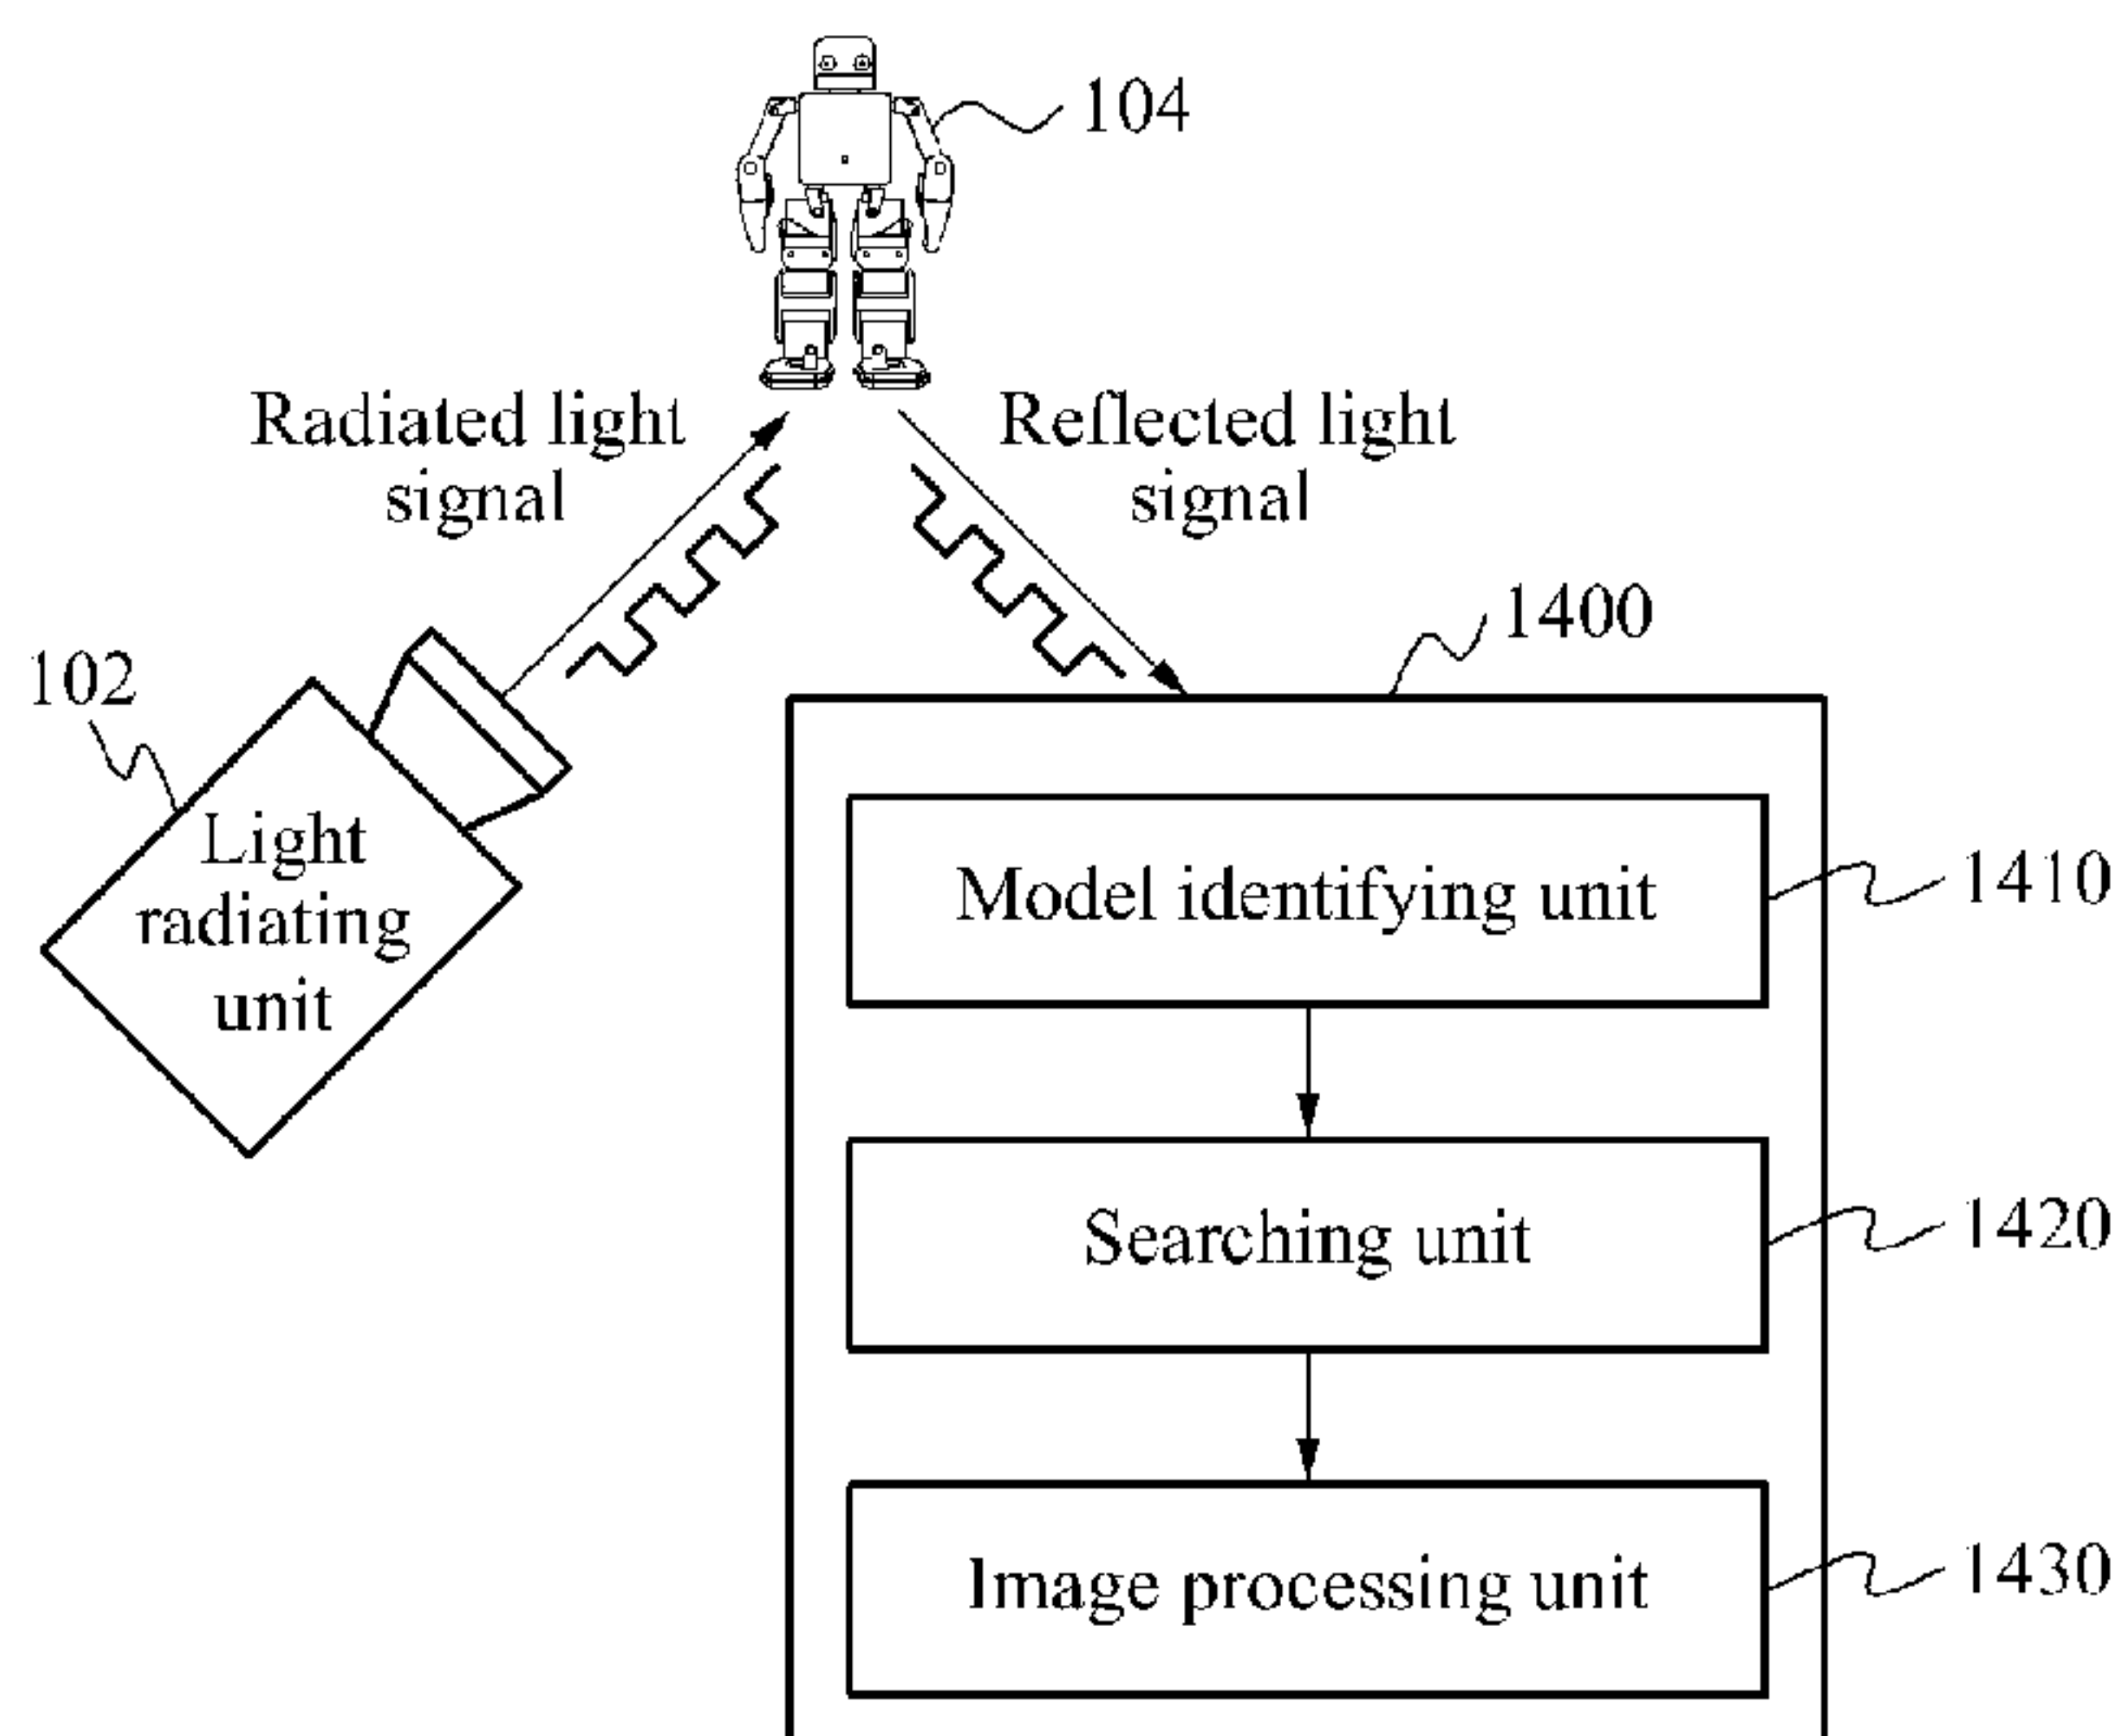 104
Radiated light
signal
Reflected light
signal
1400
102
Light
radiating
unit
Model identifying unit
1410
Searching unit
1420
Image processing unit
1430